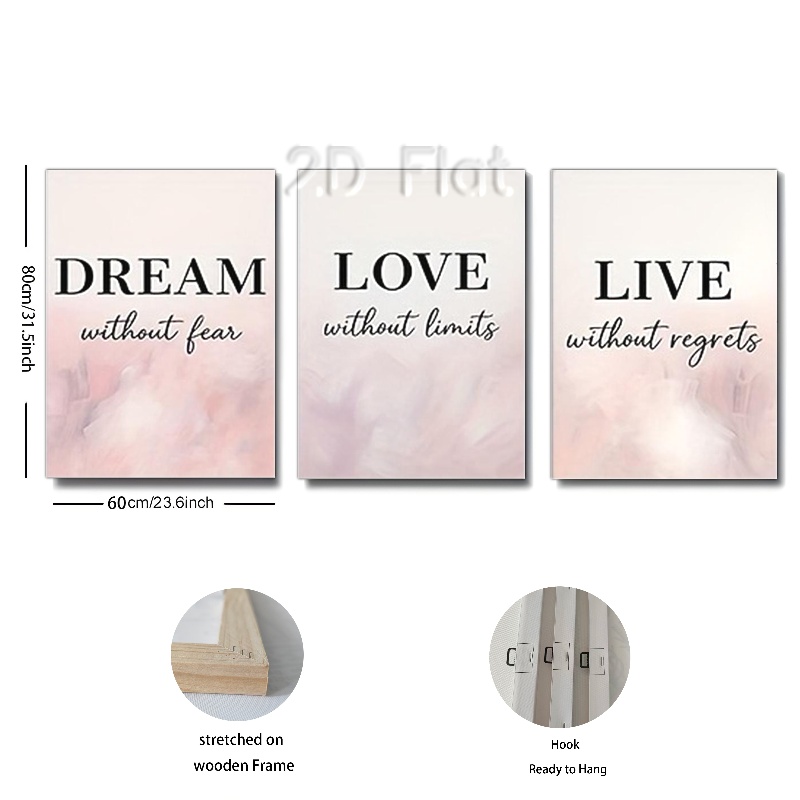 2.D Flat.
DREAM
without fear
LOVE
without limits
LIVE
without regrets
80cm/31.5inch
60cm/23.6inch
stretched on
wooden Frame
Hook
Ready to Hang